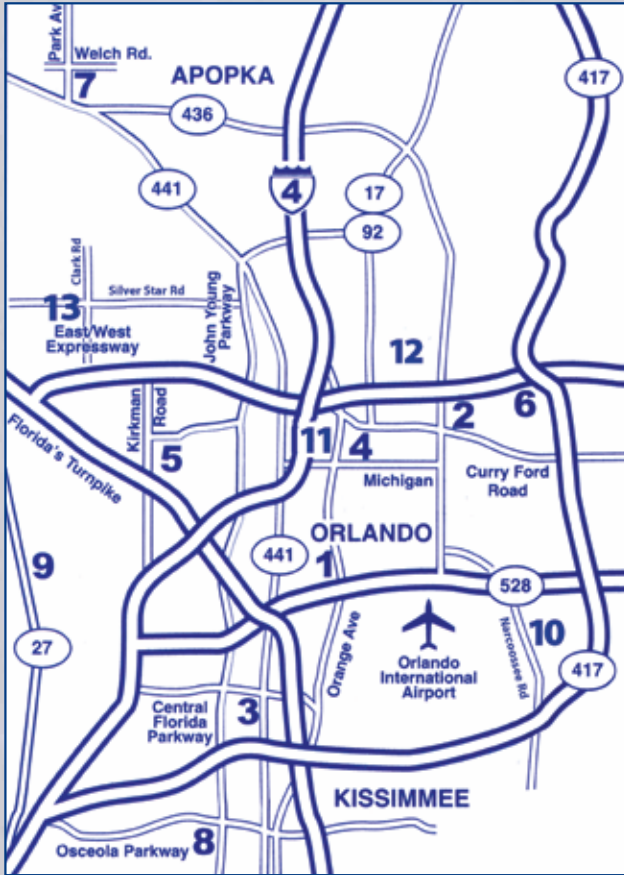 Park Av
Welch Rd.
7
APOPKA
436
417
441
4
17
92
Clark Rd
Silver Star Rd
13
East/West
Expressway
John Young
Parkway
12
Florida's Turnpike
Kirkman
Road
5
11
4
2
6
Michigan
Curry Ford
Road
ORLANDO
441
1
9
27
528
Orange Ave
Orlando
International
Airport
Narcoossee Rd
10
417
Central
Florida
Parkway
3
KISSIMMEE
Osceola Parkway
8